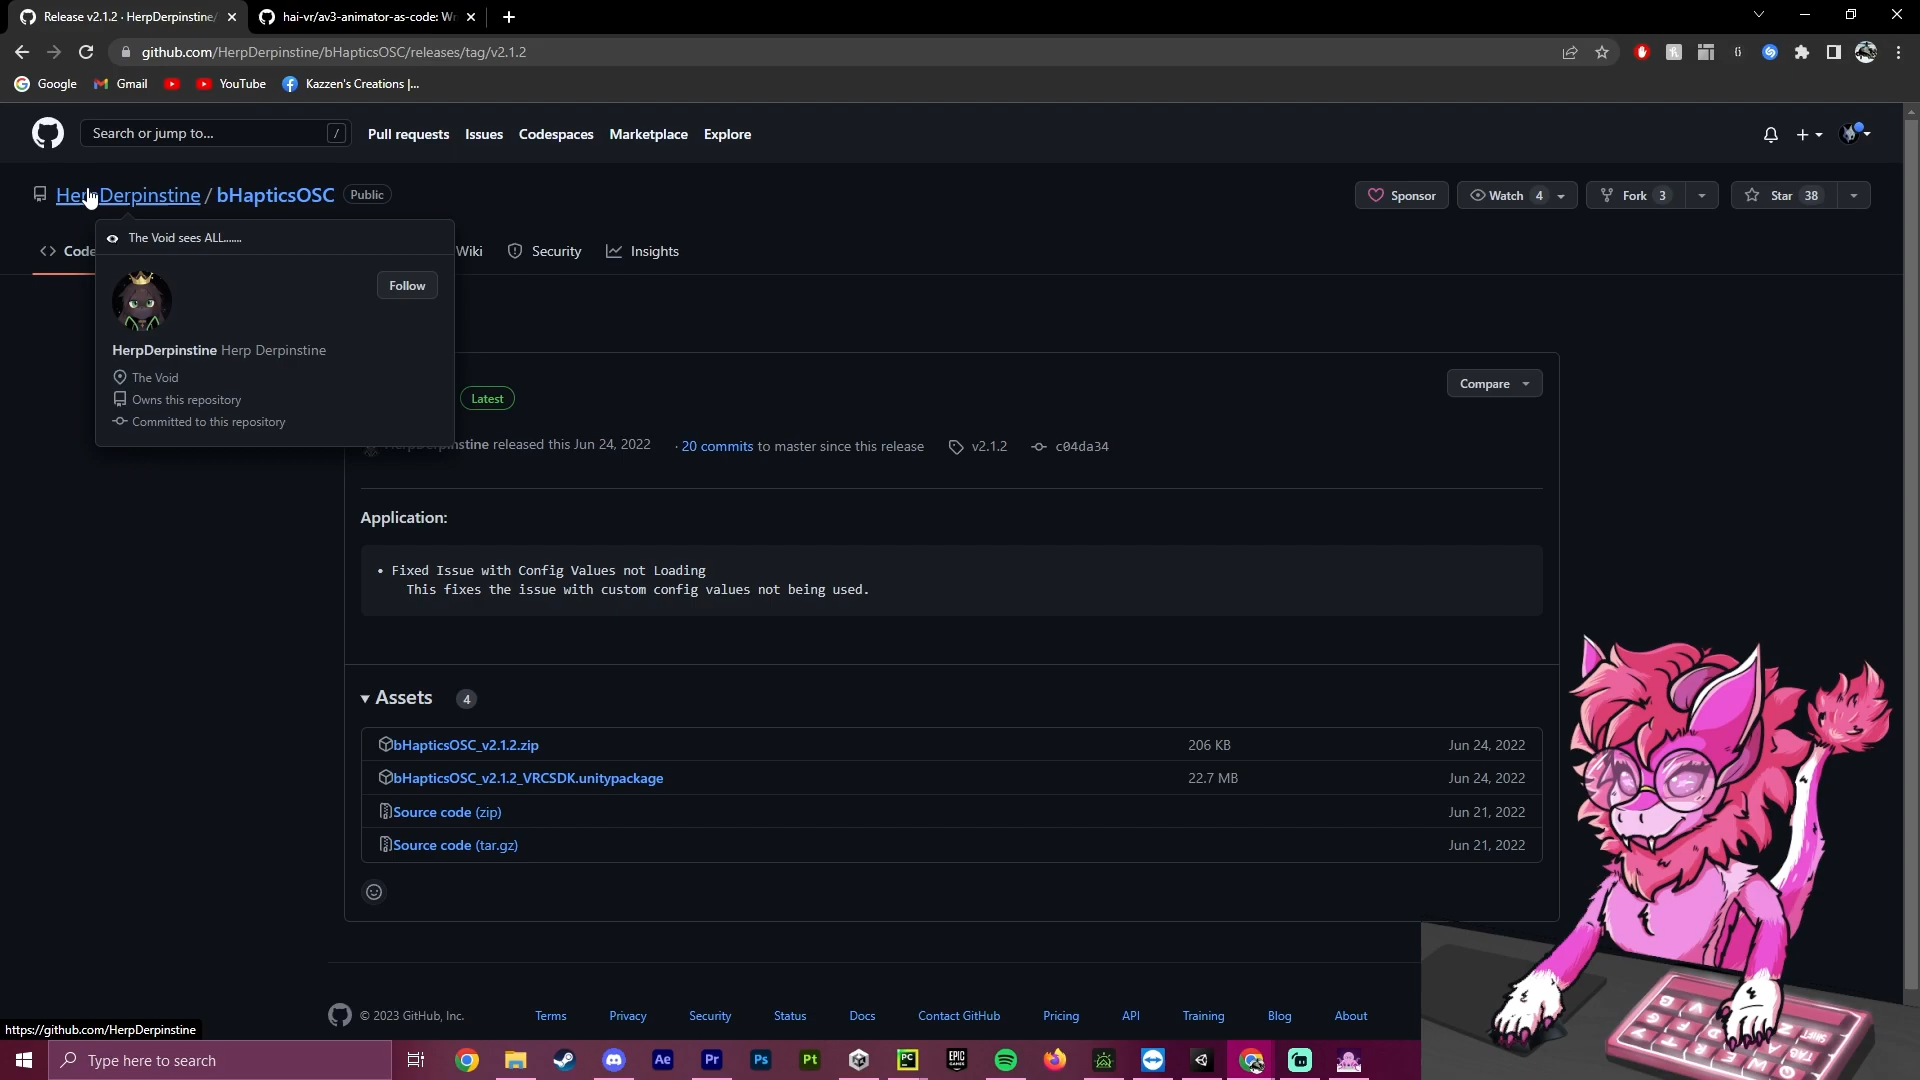 Release v2.1.2 · HerpDerpinstine/
hai-vr/av3-animator-as-code: Wr
github.com/HerpDerpinstine/bHapticsOSC/releases/tag/v2.1.2
Google
Gmail
YouTube
Kazzen's Creations |...
Search or jump to...
/
Pull requests
Issues
Codespaces
Marketplace
Explore
HerpDerpinstine / bHapticsOSC
Public
Sponsor
Watch 4
Fork 3
Star 38
Code
Wiki
Security
Insights
The Void sees ALL.......
Follow
HerpDerpinstine Herp Derpinstine
The Void
Owns this repository
Committed to this repository
Latest
Compare
released this Jun 24, 2022
· 20 commits to master since this release
v2.1.2
c04da34
Application:
• Fixed Issue with Config Values not Loading
This fixes the issue with custom config values not being used.
Assets 4
bHapticsOSC_v2.1.2.zip 206 KB Jun 24, 2022
bHapticsOSC_v2.1.2_VRCSDK.unitypackage 22.7 MB Jun 24, 2022
Source code (zip) Jun 21, 2022
Source code (tar.gz) Jun 21, 2022
© 2023 GitHub, Inc.
Terms
Privacy
Security
Status
Docs
Contact GitHub
Pricing
API
Training
Blog
About
https://github.com/HerpDerpinstine
Type here to search
Ae
Pr
Ps
Pt
PC
EPIC
GAMES